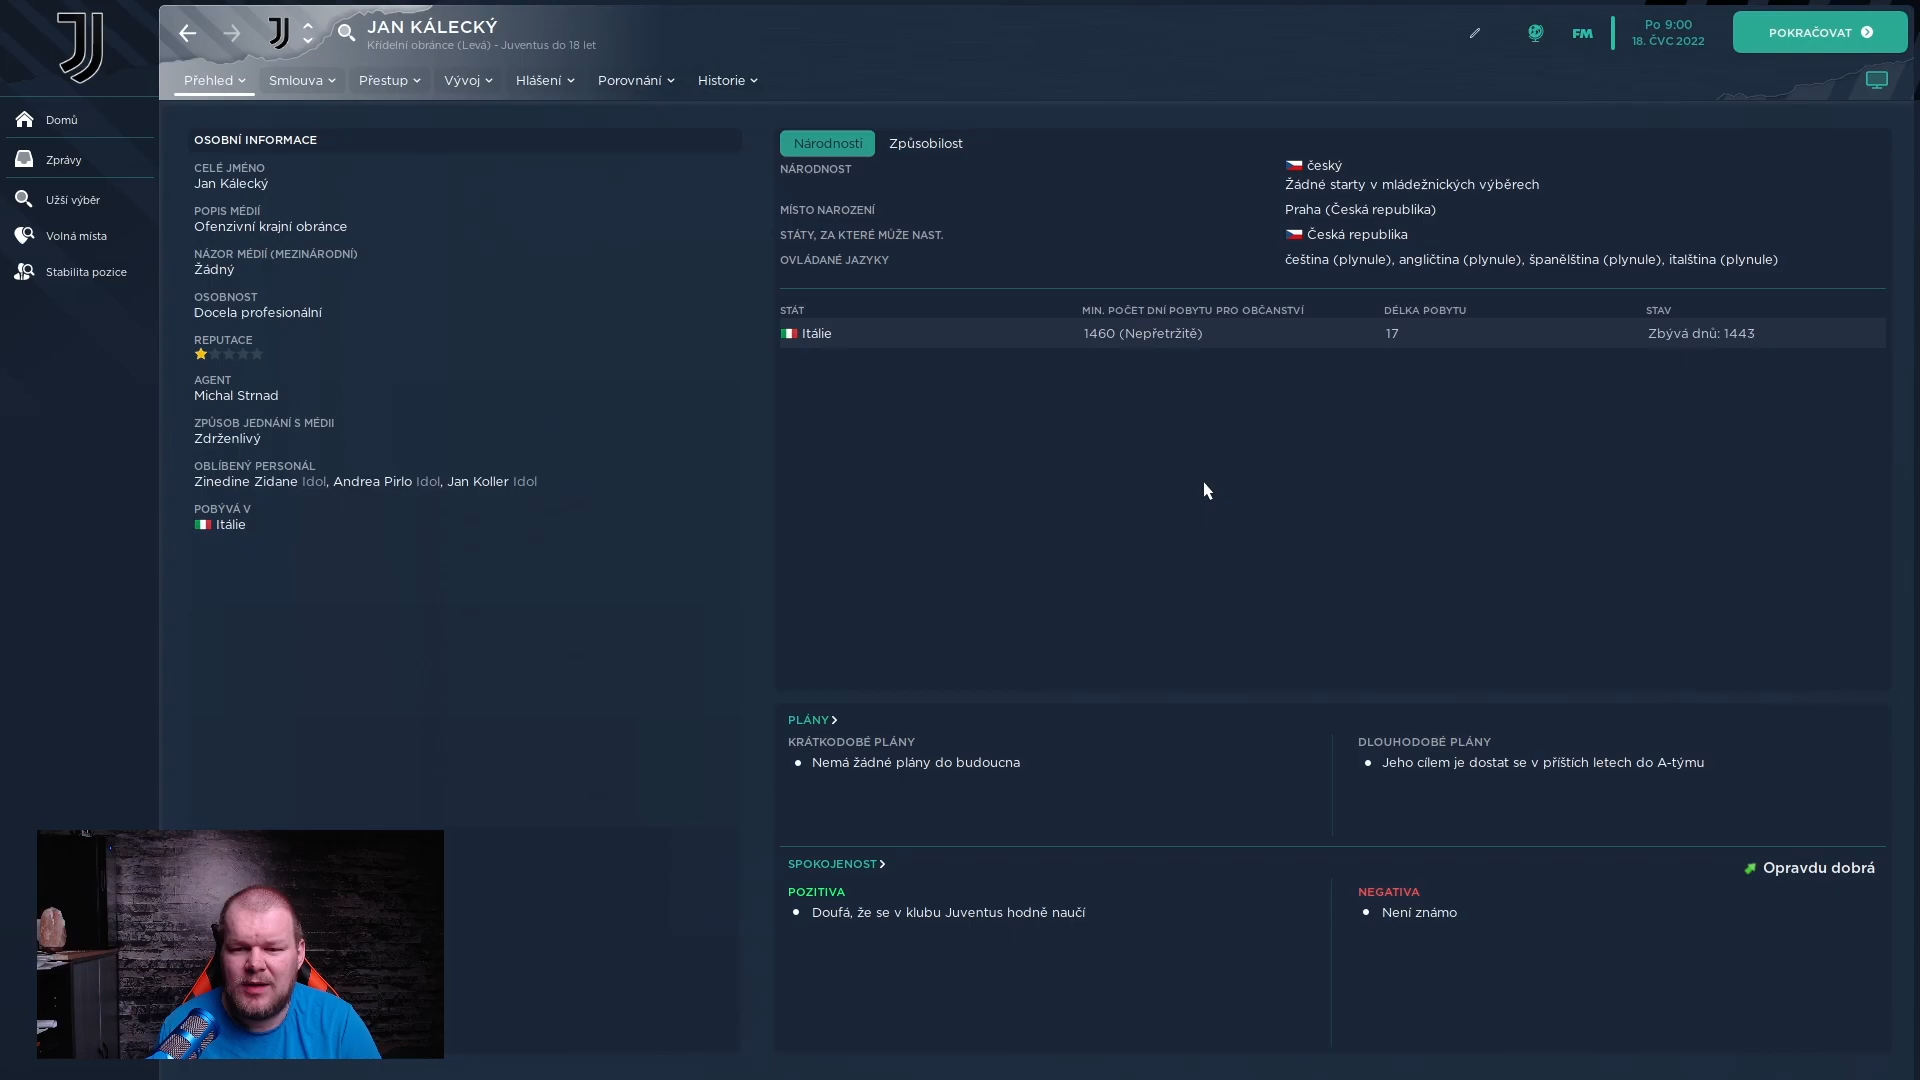 JAN KÁLECKÝ
Křídelní obránce (Levá) - Juventus do 18 let
FM
Po 9:00
18. ČVC 2022
POKRAČOVAT
Přehled
Smlouva
Přestup
Vývoj
Hlášení
Porovnání
Historie
Domů
Zprávy
Užší výběr
Volná místa
Stabilita pozice
OSOBNÍ INFORMACE
CELÉ JMÉNO
Jan Kálecký
POPIS MÉDIÍ
Ofenzivní krajní obránce
NÁZOR MÉDIÍ (MEZINÁRODNÍ)
Žádný
OSOBNOST
Docela profesionální
REPUTACE
AGENT
Michal Strnad
ZPŮSOB JEDNÁNÍ S MÉDII
Zdrženlivý
OBLÍBENÝ PERSONÁL
Zinedine Zidane Idol, Andrea Pirlo Idol, Jan Koller Idol
POBÝVÁ V
Itálie
Národnosti
Způsobilost
NÁRODNOST
český
Žádné starty v mládežnických výběrech
MÍSTO NAROZENÍ
Praha (Česká republika)
STÁTY, ZA KTERÉ MŮŽE NAST.
Česká republika
OVLÁDANÉ JAZYKY
čeština (plynule), angličtina (plynule), španělština (plynule), italština (plynule)
STÁT
MIN. POČET DNÍ POBYTU PRO OBČANSTVÍ
DÉLKA POBYTU
STAV
Itálie
1460 (Nepřetržitě)
17
Zbývá dnů: 1443
PLÁNY
KRÁTKODOBÉ PLÁNY
Nemá žádné plány do budoucna
DLOUHODOBÉ PLÁNY
Jeho cílem je dostat se v příštích letech do A-týmu
SPOKOJENOST
Opravdu dobrá
POZITIVA
Doufá, že se v klubu Juventus hodně naučí
NEGATIVA
Není známo